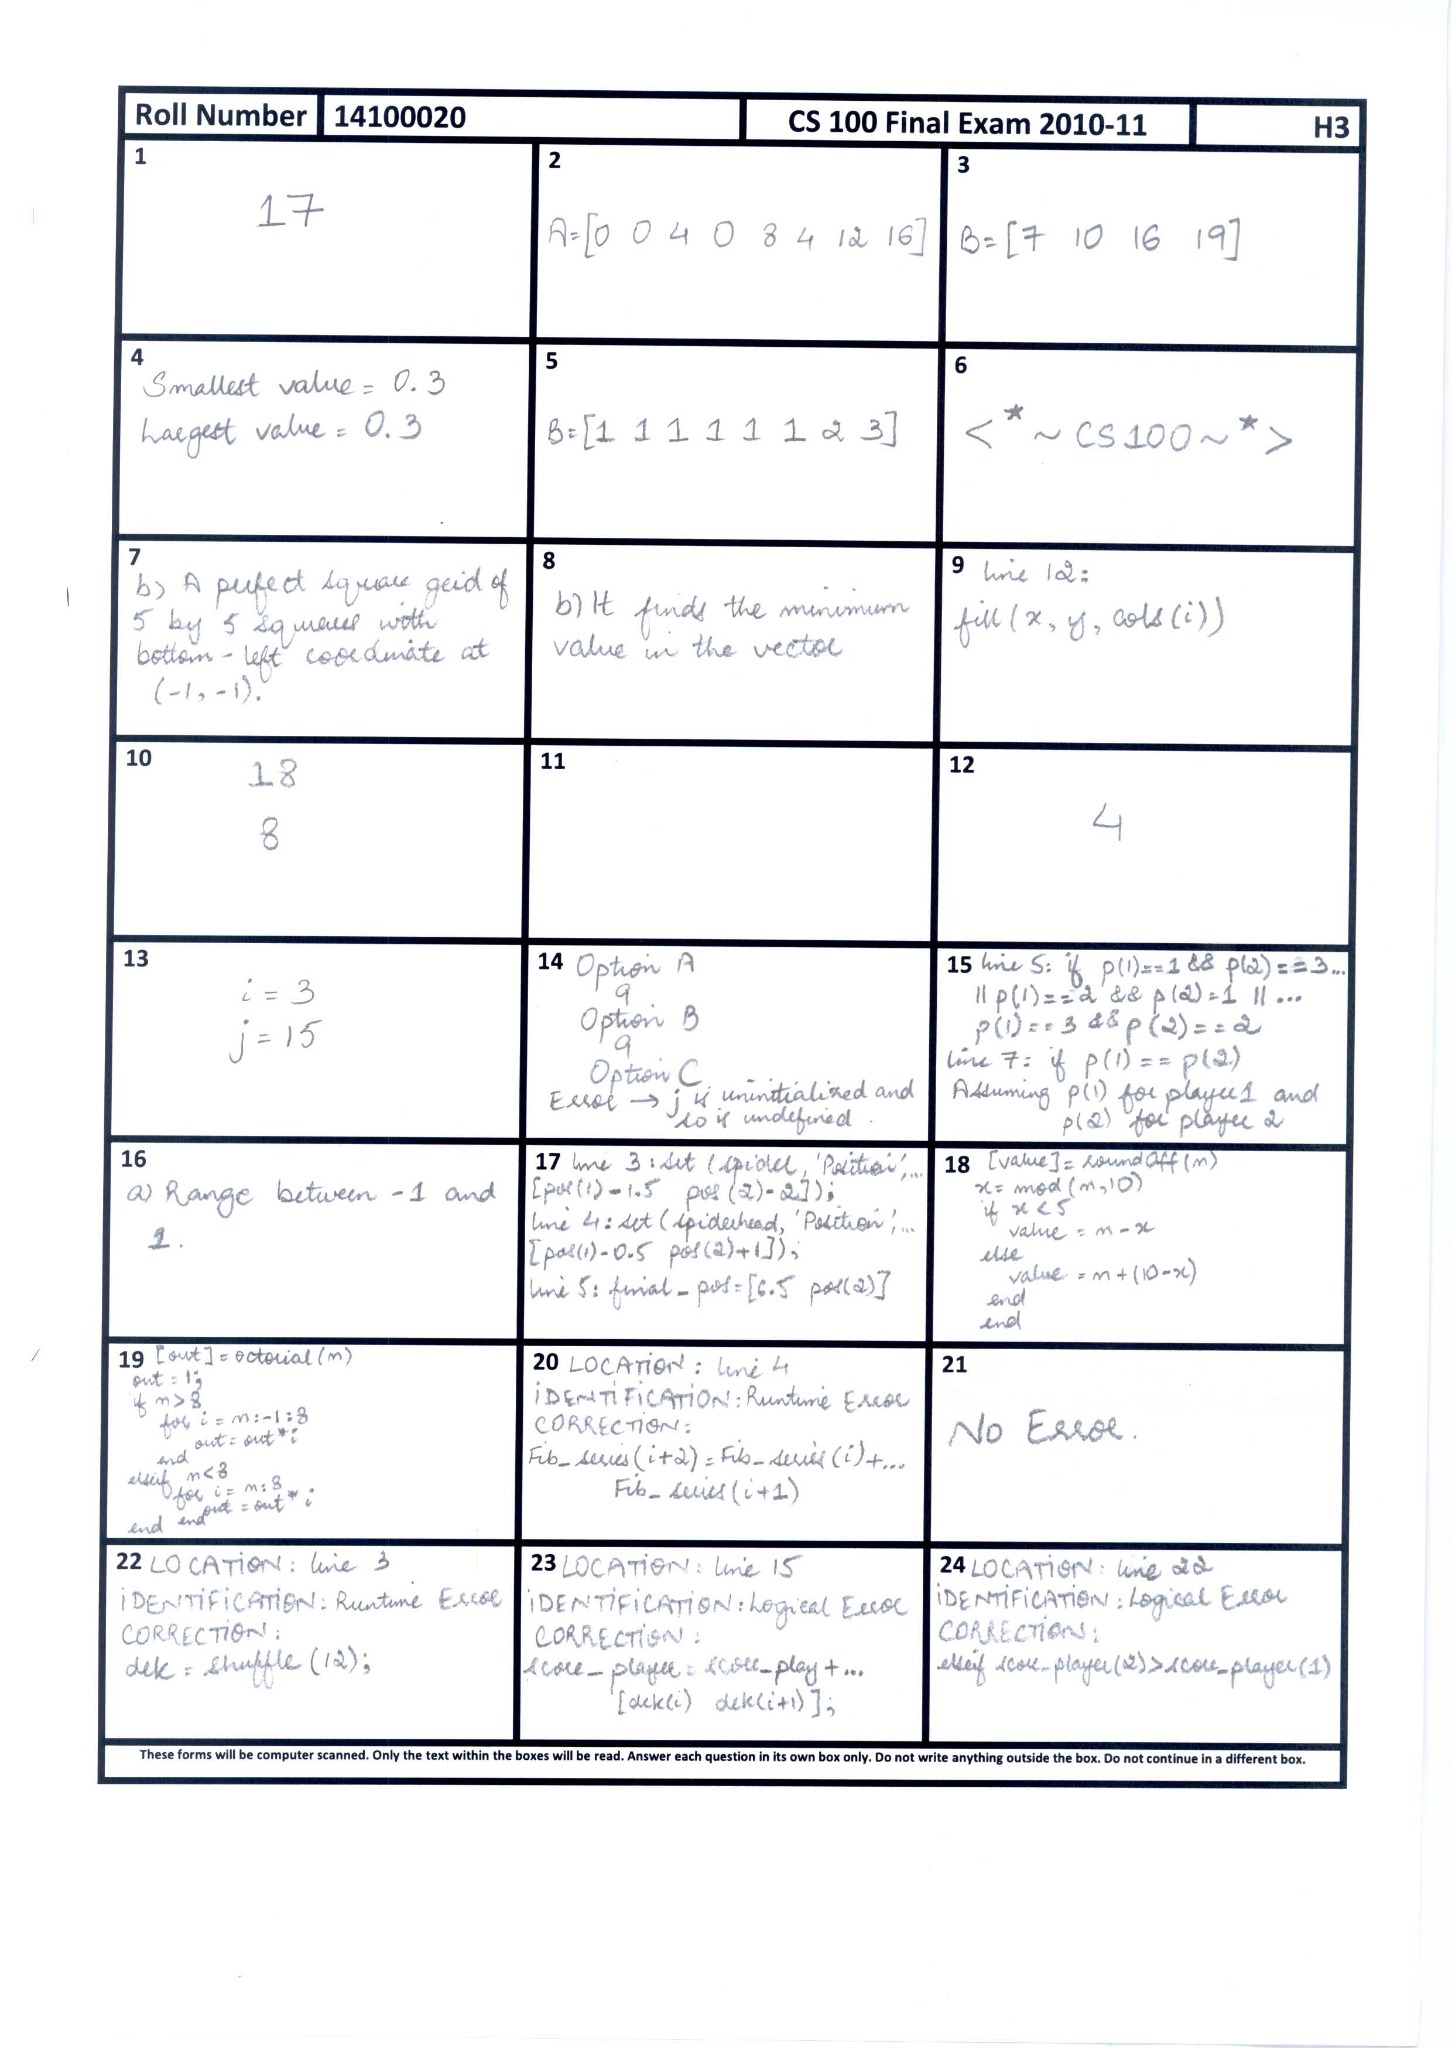 Roll Number 14100020 CS 100 Final Exam 2010-11 H3
1
17
2
A=[0 0 4 0 8 4 12 16]
3
B=[7 10 16 19]
4
Smallest value = 0.3
Largest value = 0.3
5
B=[1 1 1 1 1 1 2 3]
6
<*~CS100~*>
7
b) A perfect square grid of
5 by 5 squares with
bottom-left coordinate at
(-1, -1).
8
b) It finds the minimum
value in the vector
9 line 12:
fill(x, y, cols(i))
10
18
8
11
12
4
13
i = 3
j = 15
14 Option A
9
Option B
9
Option C
Error → j is uninitialized and
so is undefined.
15 line 5: if p(1)==1 && p(2)==3...
|| p(1)==2 && p(2)=1 || ...
p(1)==3 && p(2)==2
line 7: if p(1) == p(2)
Assuming p(1) for player1 and
p(2) for player 2
16
a) Range between -1 and
1.
17 line 3: set (spider, 'Position',...
[pos(1)-1.5 pos(2)-2]);
line 4: set (spiderhead, 'Position',...
[pos(1)-0.5 pos(2)+1]);
line 5: final_pos=[6.5 pos(2)]
18 [value]= roundoff(n)
x= mod(n,10)
if x<5
value = n-x
else
value = n+(10-x)
end
end
19 [out]=octorial(n)
out = 1;
if n>8
for i = n:-1:8
out= out*i
end
elseif n<8
for i= n:8
out = out*i
end end
20 LOCATION: line 4
IDENTIFICATION: Runtime Error
CORRECTION:
Fib_series(i+2)=Fib_series(i)+...
Fib_series(i+1)
21
No Error.
22 LOCATION: line 3
IDENTIFICATION: Runtime Error
CORRECTION:
dek = shuffle (12);
23 LOCATION: line 15
IDENTIFICATION: Logical Error
CORRECTION:
score_player = score_play +...
[dek(i) dek(i+1)];
24 LOCATION: line 22
IDENTIFICATION: Logical Error
CORRECTION:
elseif score_player(2)>score_player(1)
These forms will be computer scanned. Only the text within the boxes will be read. Answer each question in its own box only. Do not write anything outside the box. Do not continue in a different box.